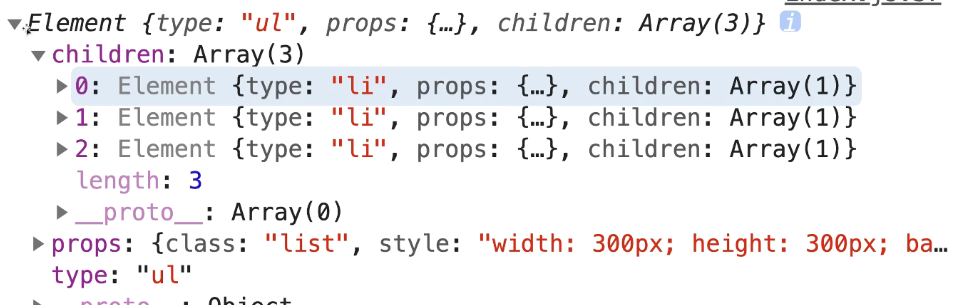 Element {type: "ul", props: {…}, children: Array(3)} i
children: Array(3)
0: Element {type: "li", props: {…}, children: Array(1)}
1: Element {type: "li", props: {…}, children: Array(1)}
2: Element {type: "li", props: {…}, children: Array(1)}
length: 3
__proto__: Array(0)
props: {class: "list", style: "width: 300px; height: 300px; ba…
type: "ul"
__proto__: Object